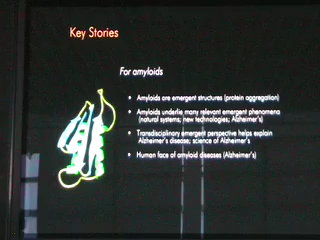 Key Stories
For amyloids
• Amyloids are emergent structures (protein aggregation)
• Amyloids underlie many relevant emergent phenomena
(natural systems; new technologies; Alzheimer's)
• Transdisciplinary emergent perspective helps explain
Alzheimer's disease; science of Alzheimer's
• Human face of amyloid diseases (Alzheimer's)